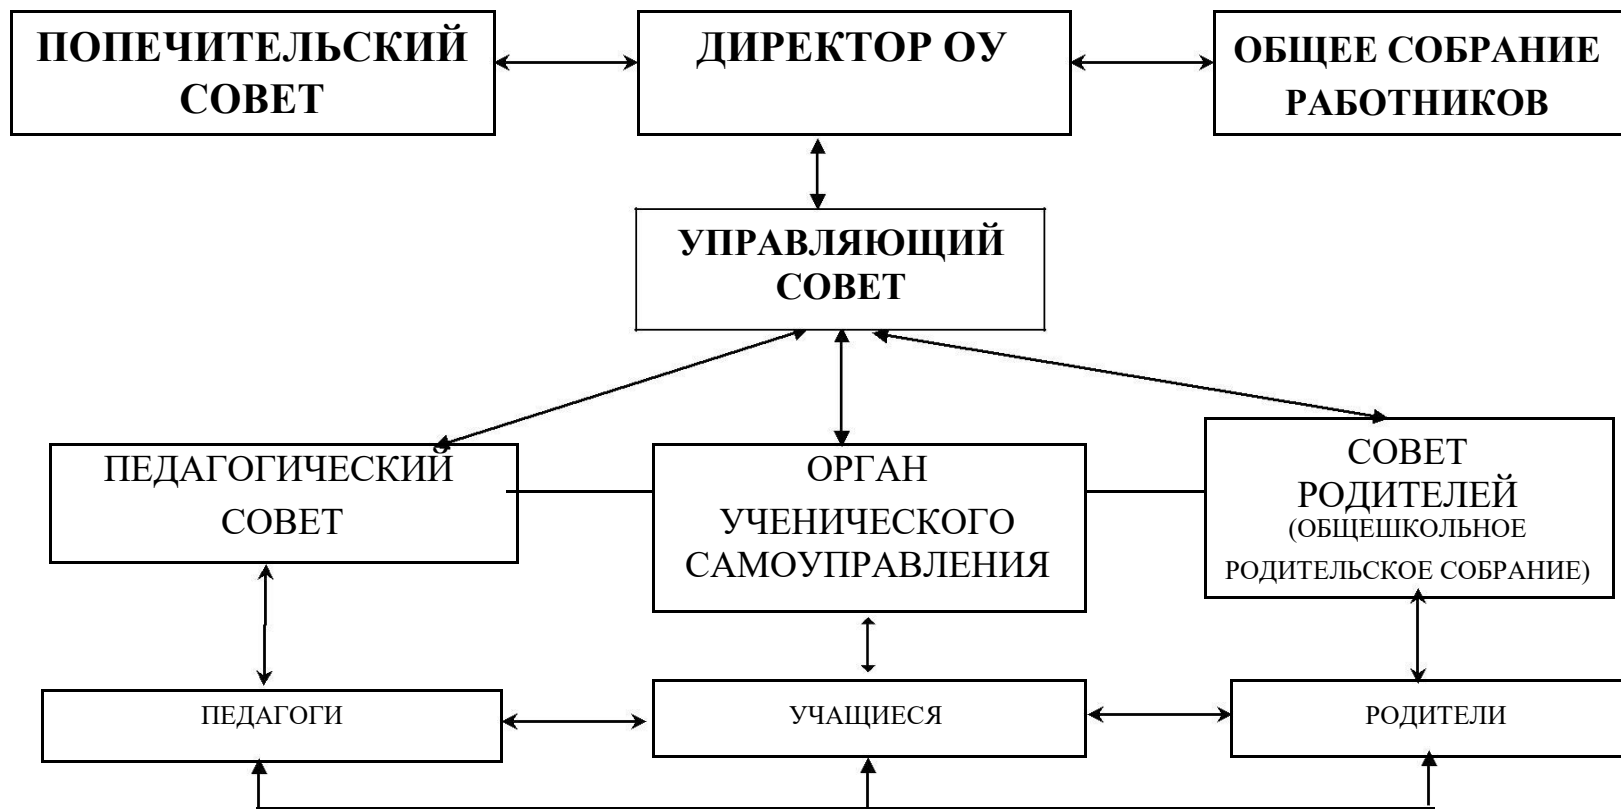 ПОПЕЧИТЕЛЬСКИЙ
СОВЕТ
ДИРЕКТОР ОУ
ОБЩЕЕ СОБРАНИЕ
РАБОТНИКОВ
УПРАВЛЯЮЩИЙ
СОВЕТ
ПЕДАГОГИЧЕСКИЙ
СОВЕТ
ОРГАН
УЧЕНИЧЕСКОГО
САМОУПРАВЛЕНИЯ
СОВЕТ
РОДИТЕЛЕЙ
(ОБЩЕШКОЛЬНОЕ
РОДИТЕЛЬСКОЕ СОБРАНИЕ)
ПЕДАГОГИ
УЧАЩИЕСЯ
РОДИТЕЛИ